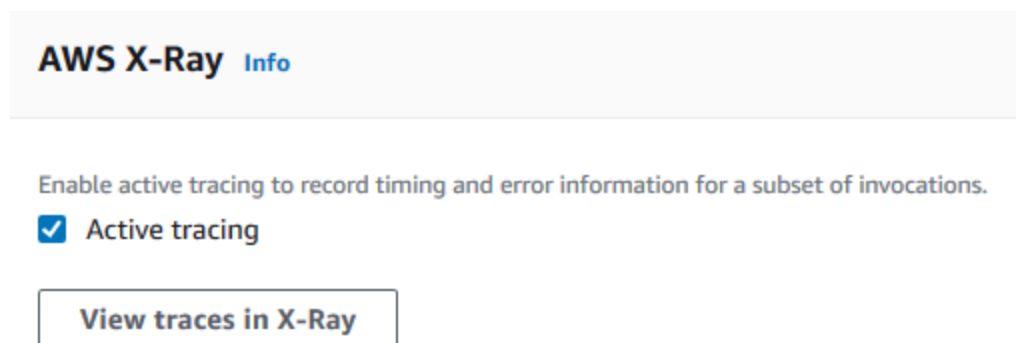 AWS X-Ray Info
Enable active tracing to record timing and error information for a subset of invocations.
Active tracing
View traces in X-Ray